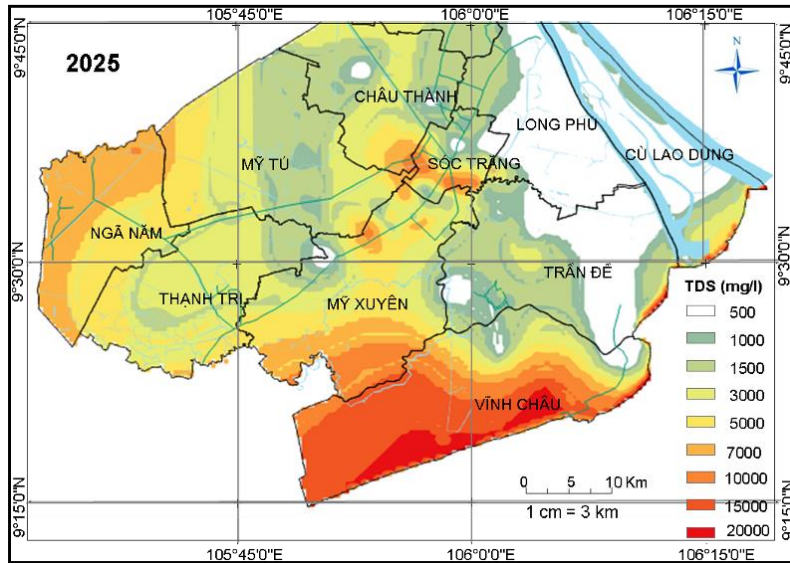 105°45'0"E
106°0'0"E
106°15'0"E
9°45'0"N
9°45'0"N
2025
N
CHÂU THÀNH
LONG PHÚ
CÙ LAO DUNG
MỸ TÚ
SÓC TRĂNG
NGÃ NĂM
9°30'0"N
9°30'0"N
TRẦN ĐỀ
THẠNH TRỊ
MỸ XUYÊN
TDS (mg/l)
500
1000
1500
3000
5000
7000
10000
15000
20000
VĨNH CHÂU
0 5 10 Km
1 cm = 3 km
9°15'0"N
9°15'0"N
105°45'0"E
106°0'0"E
106°15'0"E